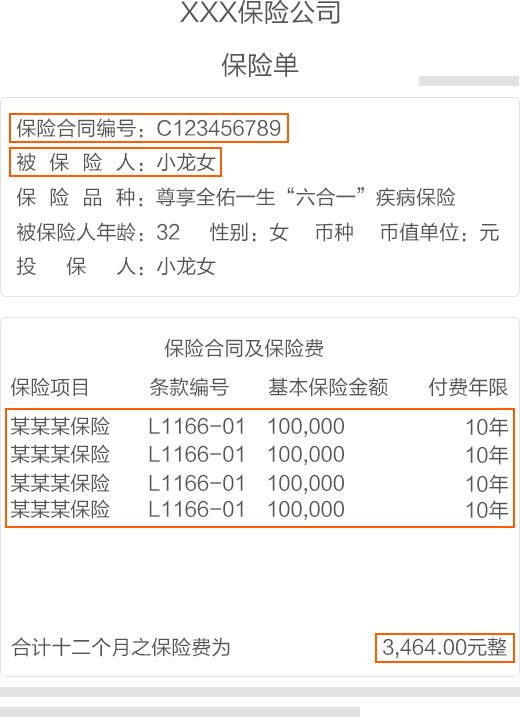 XXX保险公司
保险单
保险合同编号：C123456789
被保险人：小龙女
保险品种：尊享全佑一生“六合一”疾病保险
被保险人年龄：32 性别：女 币种 币值单位：元
投保人：小龙女
保险合同及保险费
保险项目 条款编号 基本保险金额 付费年限
某某某保险 L1166-01 100,000 10年
某某某保险 L1166-01 100,000 10年
某某某保险 L1166-01 100,000 10年
某某某保险 L1166-01 100,000 10年
合计十二个月之保险费为 3,464.00元整